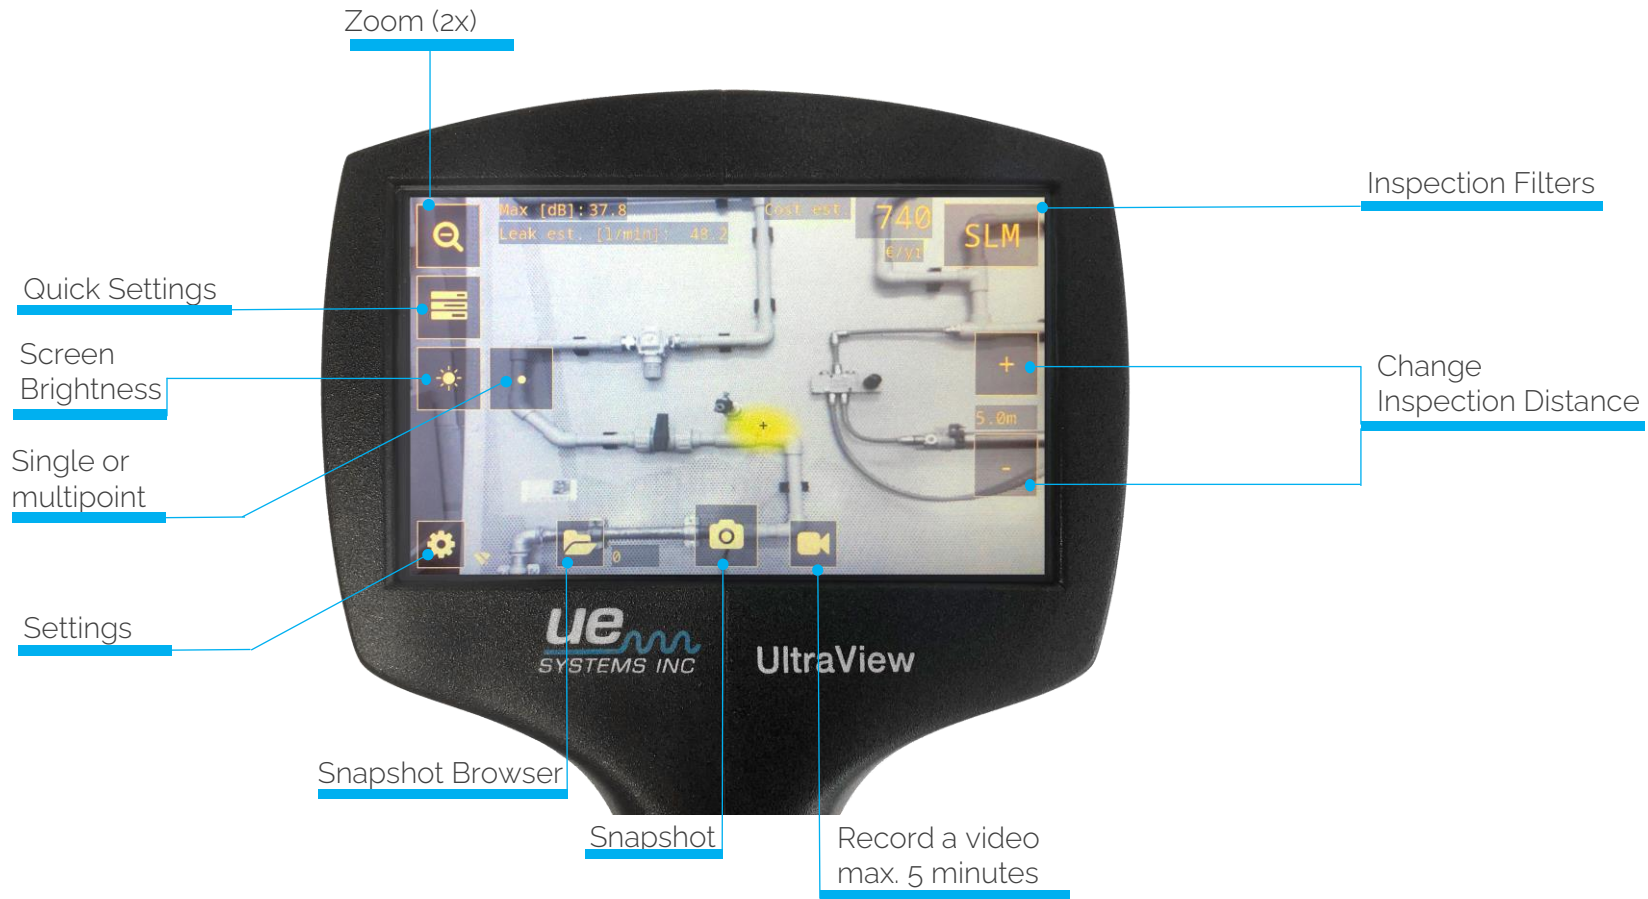 Zoom (2x)
Inspection Filters
Max [dB]: 37.8
Leak est. [l/min]: 48.2
Cost est.
740
€/yr
SLM
Quick Settings
Screen
Brightness
+
5.0m
-
Change
Inspection Distance
Single or
multipoint
0
Settings
ue
SYSTEMS INC
UltraView
Snapshot Browser
Snapshot
Record a video
max. 5 minutes